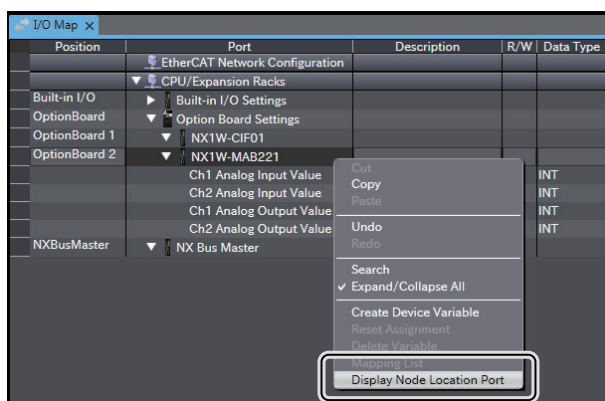 I/O Map
Position Port Description R/W Data Type
EtherCAT Network Configuration
CPU/Expansion Racks
Built-in I/O Built-in I/O Settings
OptionBoard Option Board Settings
OptionBoard 1 NX1W-CIF01
OptionBoard 2 NX1W-MAB221
Ch1 Analog Input Value INT
Ch2 Analog Input Value INT
Ch1 Analog Output Value INT
Ch2 Analog Output Value INT
NXBusMaster NX Bus Master
Cut
Copy
Paste
Undo
Redo
Search
Expand/Collapse All
Create Device Variable
Reset Assignment
Delete Variable
Mapping List
Display Node Location Port